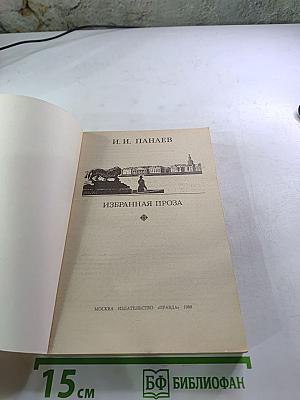 И. И. ПАНАЕВ
ИЗБРАННАЯ ПРОЗА
МОСКВА ИЗДАТЕЛЬСТВО «ПРАВДА» 1988
15 см
БФ БИБЛИОФАН